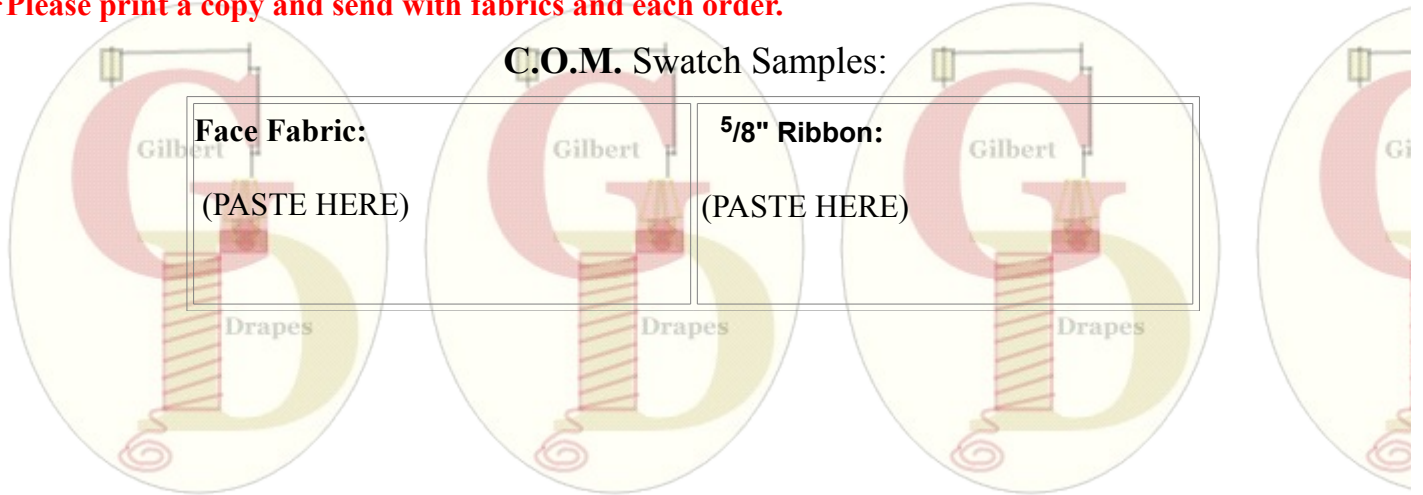 Please print a copy and send with fabrics and each order.
C.O.M. Swatch Samples:
Face Fabric:
5/8" Ribbon:
(PASTE HERE)
(PASTE HERE)
Gilbert
Gilbert
Gilbert
Gi
Drapes
Drapes
Drapes